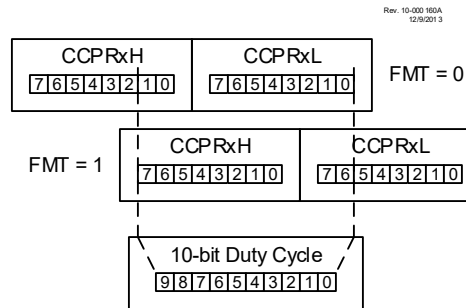 Rev. 10-000 160A
12/9/201 3
CCPRxH CCPRxL
7 6 5 4 3 2 1 0 7 6 5 4 3 2 1 0 FMT = 0
CCPRxH CCPRxL
FMT = 1 7 6 5 4 3 2 1 0 7 6 5 4 3 2 1 0
10-bit Duty Cycle
9 8 7 6 5 4 3 2 1 0